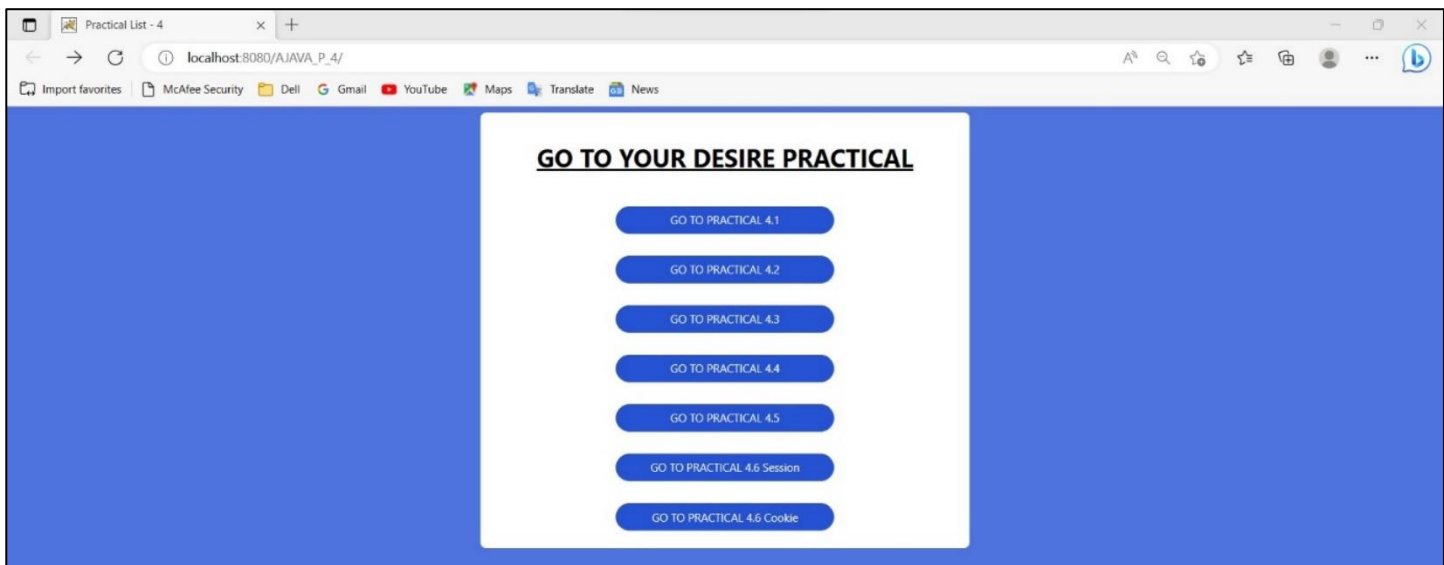 Practical List - 4
localhost:8080/AJAVA_P_4/
Import favorites McAfee Security Dell Gmail YouTube Maps Translate News
GO TO YOUR DESIRE PRACTICAL
GO TO PRACTICAL 4.1
GO TO PRACTICAL 4.2
GO TO PRACTICAL 4.3
GO TO PRACTICAL 4.4
GO TO PRACTICAL 4.5
GO TO PRACTICAL 4.6 Session
GO TO PRACTICAL 4.6 Cookie